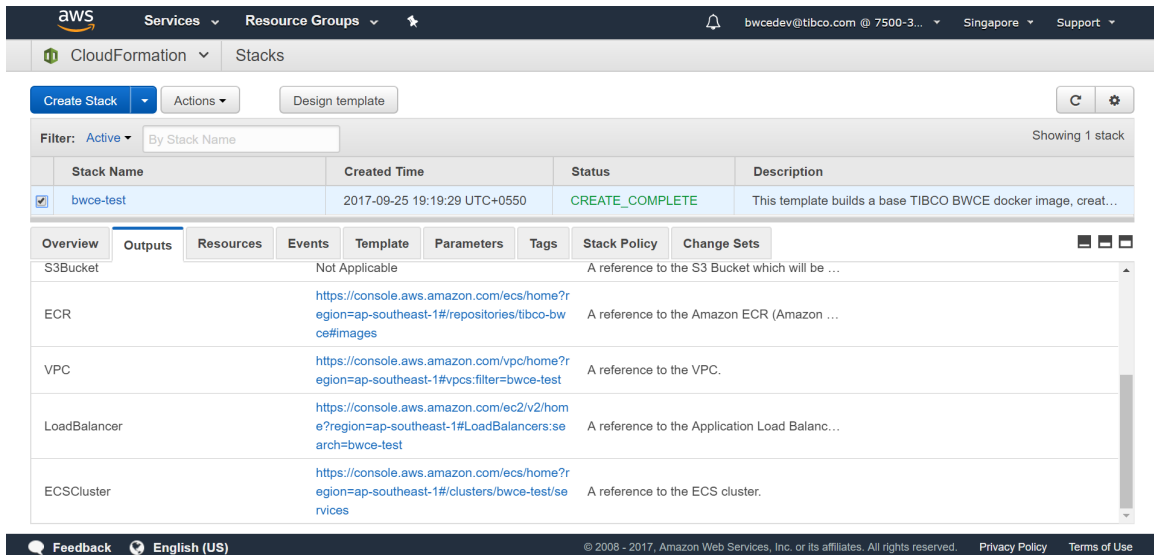 aws
Services
Resource Groups
bwcedev@tibco.com @ 7500-3...
Singapore
Support
CloudFormation
Stacks
Create Stack
Actions
Design template
Filter: Active
By Stack Name
Showing 1 stack
Stack Name
Created Time
Status
Description
bwce-test
2017-09-25 19:19:29 UTC+0550
CREATE_COMPLETE
This template builds a base TIBCO BWCE docker image, creat...
Overview
Outputs
Resources
Events
Template
Parameters
Tags
Stack Policy
Change Sets
S3Bucket
Not Applicable
A reference to the S3 Bucket which will be ...
ECR
https://console.aws.amazon.com/ecs/home?r
egion=ap-southeast-1#/repositories/tibco-bw
ce#images
A reference to the Amazon ECR (Amazon ...
VPC
https://console.aws.amazon.com/vpc/home?r
egion=ap-southeast-1#vpcs:filter=bwce-test
A reference to the VPC.
LoadBalancer
https://console.aws.amazon.com/ec2/v2/hom
e?region=ap-southeast-1#LoadBalancers:se
arch=bwce-test
A reference to the Application Load Balanc...
ECSCluster
https://console.aws.amazon.com/ecs/home?r
egion=ap-southeast-1#/clusters/bwce-test/se
rvices
A reference to the ECS cluster.
Feedback
English (US)
© 2008 - 2017, Amazon Web Services, Inc. or its affiliates. All rights reserved.
Privacy Policy
Terms of Use